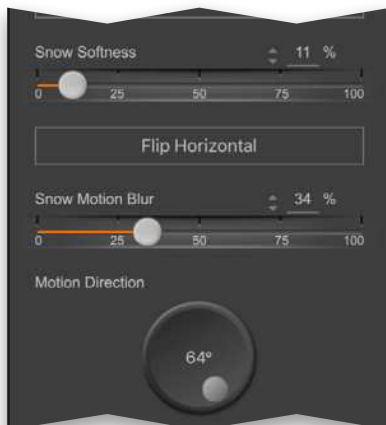 Snow Softness 11 %
0 25 50 75 100
Flip Horizontal
Snow Motion Blur 34 %
0 25 50 75 100
Motion Direction
64°